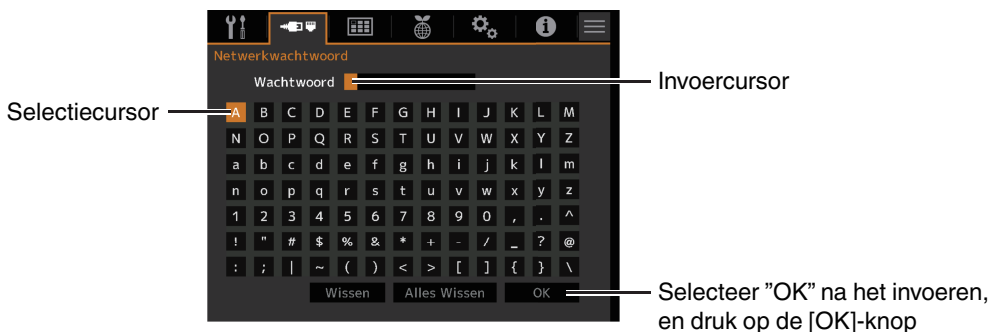 Netwerkwachtwoord
Wachtwoord
Invoercursor
Selectiecursor
A B C D E F G H I J K L M
N O P Q R S T U V W X Y Z
a b c d e f g h i j k l m
n o p q r s t u v w x y z
1 2 3 4 5 6 7 8 9 0 , . ^
! " # $ % & * + - / _ ? @
: ; | ~ ( ) < > [ ] { } \
Wissen Alles Wissen OK
Selecteer ”OK” na het invoeren,
en druk op de [OK]-knop